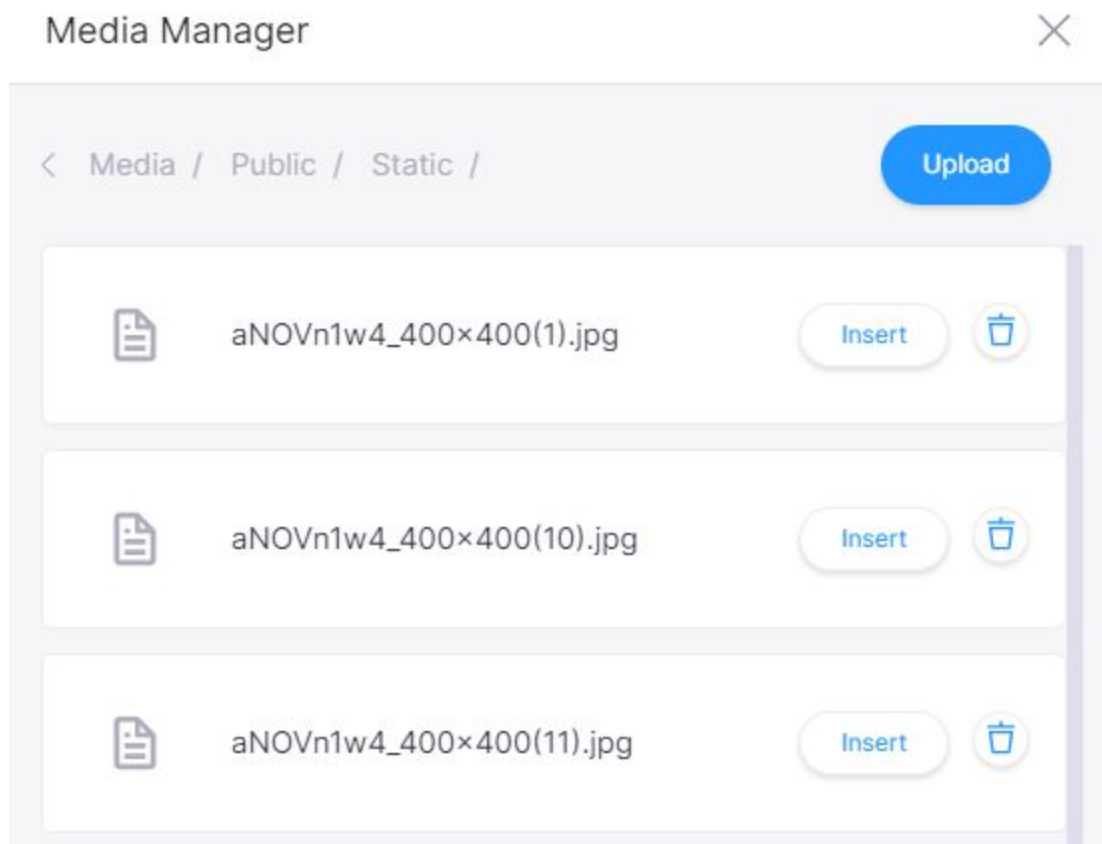 Media Manager
< Media / Public / Static /
Upload
aNOVn1w4_400×400(1).jpg Insert
aNOVn1w4_400×400(10).jpg Insert
aNOVn1w4_400×400(11).jpg Insert